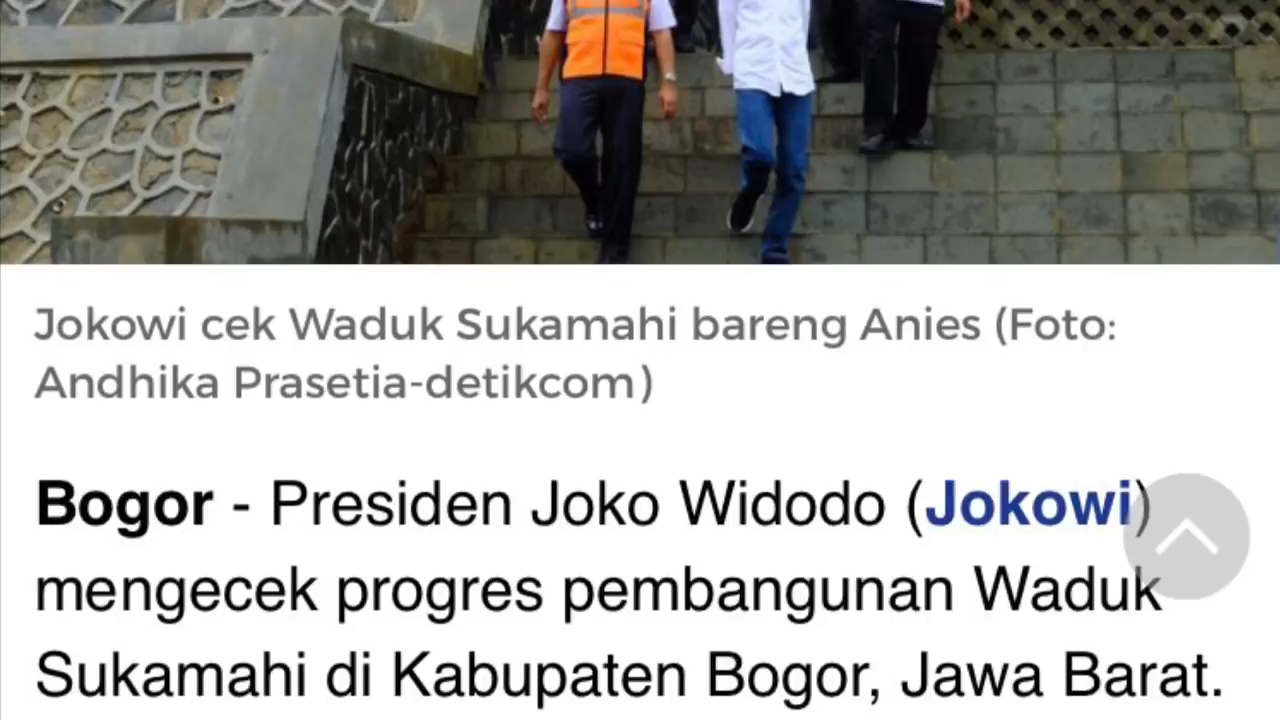 Jokowi cek Waduk Sukamahi bareng Anies (Foto:
Andhika Prasetia-detikcom)
Bogor - Presiden Joko Widodo (Jokowi)
mengecek progres pembangunan Waduk
Sukamahi di Kabupaten Bogor, Jawa Barat.